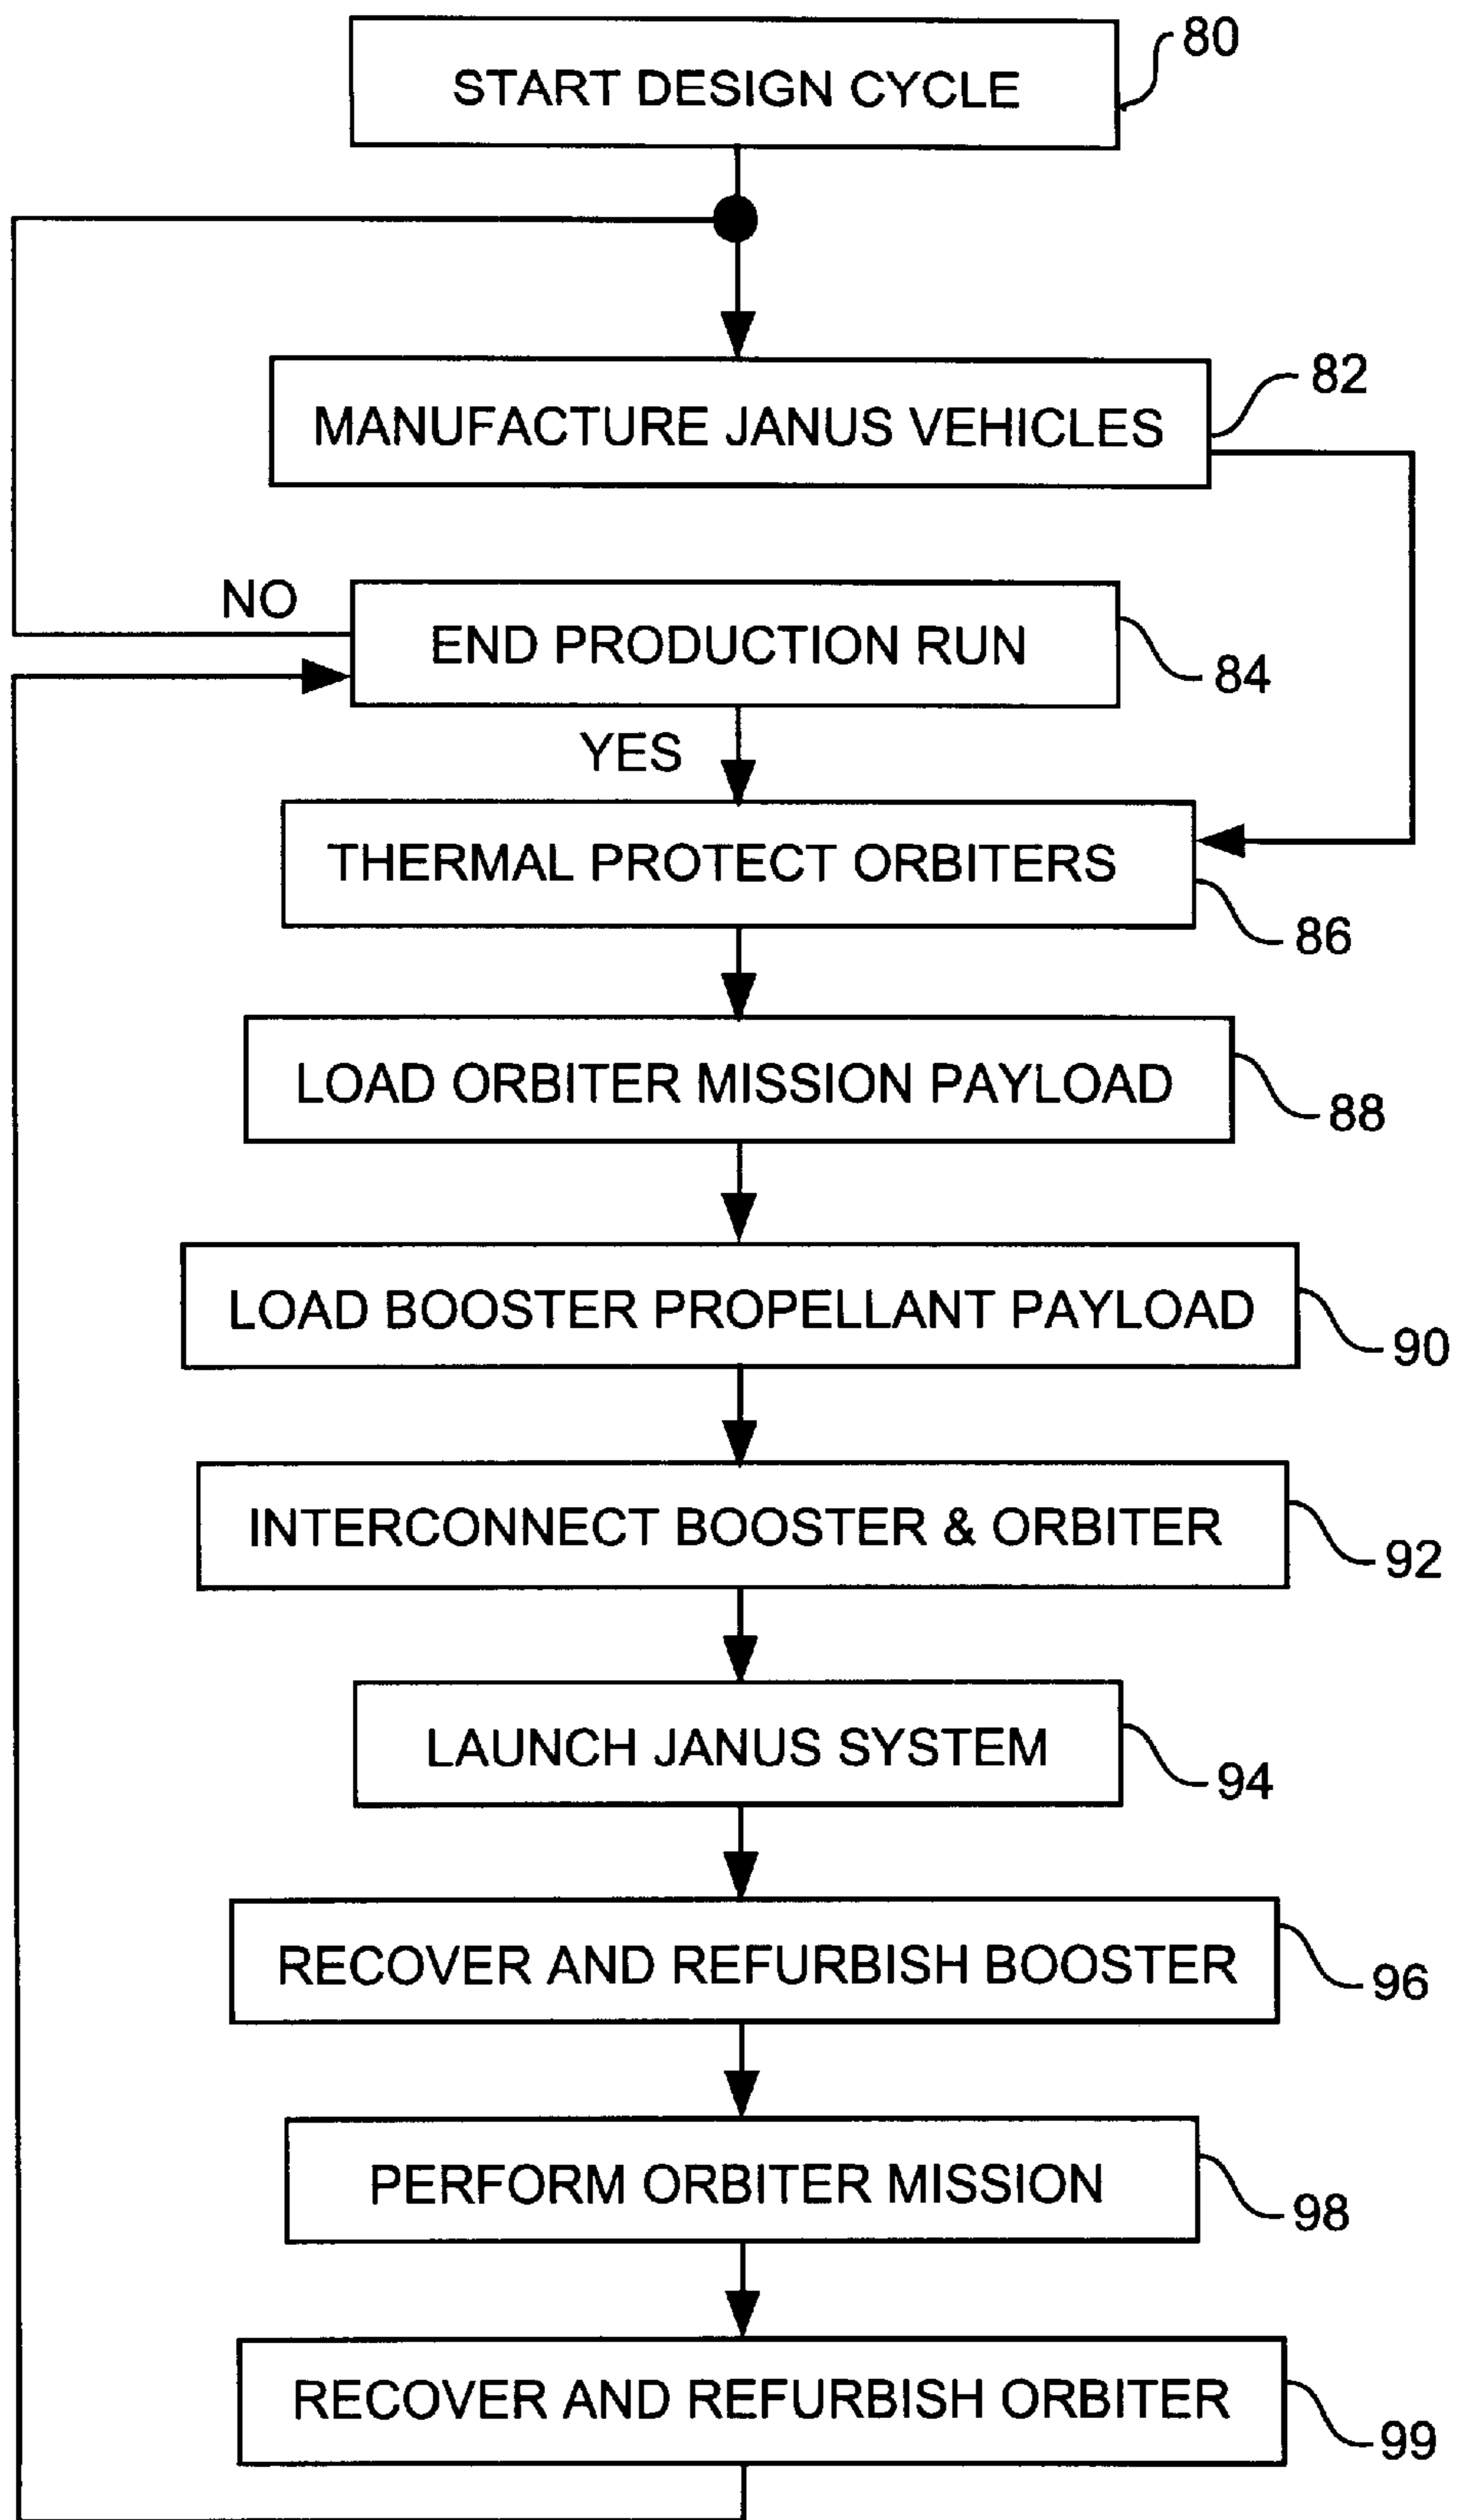 START DESIGN CYCLE
80
MANUFACTURE JANUS VEHICLES
82
NO
END PRODUCTION RUN
84
YES
THERMAL PROTECT ORBITERS
86
LOAD ORBITER MISSION PAYLOAD
88
LOAD BOOSTER PROPELLANT PAYLOAD
90
INTERCONNECT BOOSTER & ORBITER
92
LAUNCH JANUS SYSTEM
94
RECOVER AND REFURBISH BOOSTER
96
PERFORM ORBITER MISSION
98
RECOVER AND REFURBISH ORBITER
99